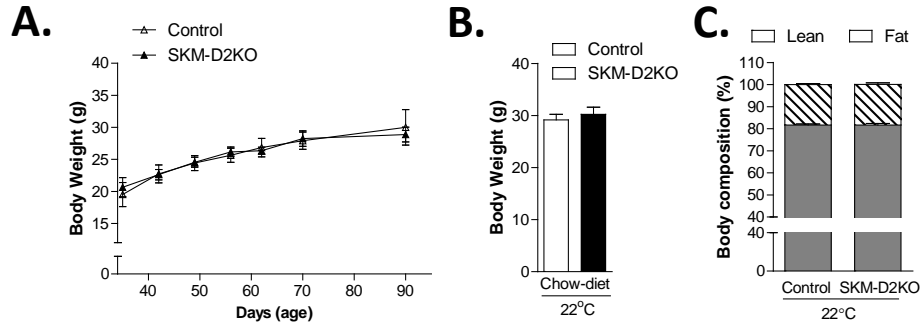 A.
Control
SKM-D2KO
Body Weight (g)
40
35
30
25
20
15
0
40 50 60 70 80 90
Days (age)
B.
Control
SKM-D2KO
Body Weight (g)
40
30
20
10
0
Chow-diet
22°C
C.
Lean Fat
Body composition (%)
110
100
90
80
70
60
50
40
40
0
Control SKM-D2KO
22°C